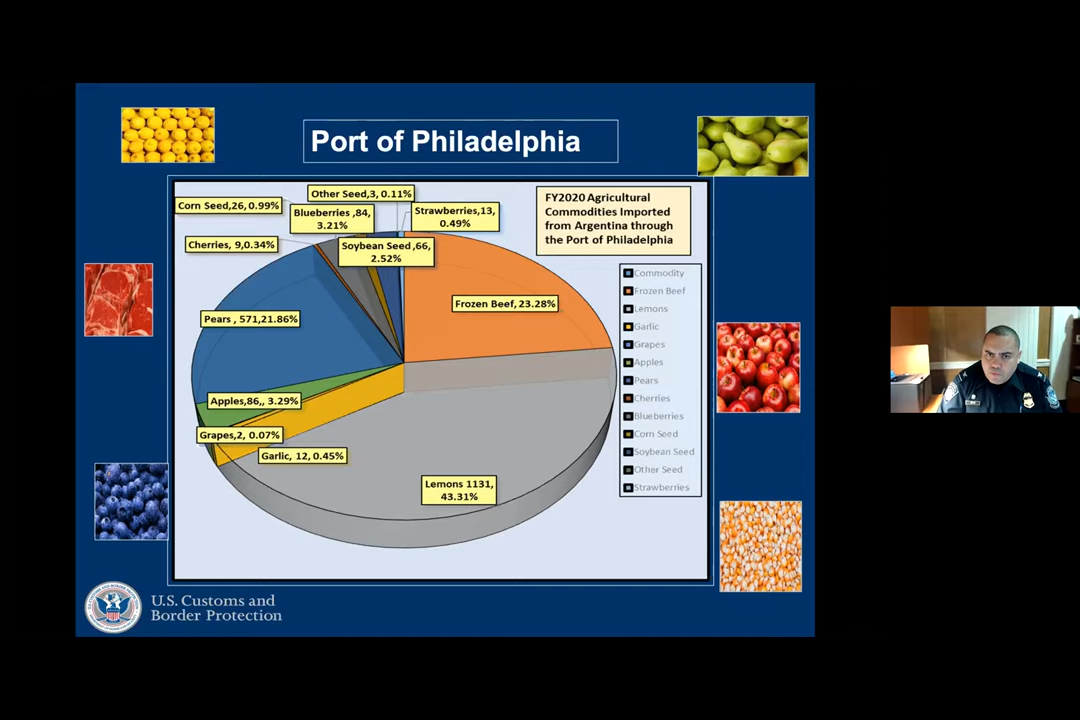 Port of Philadelphia
FY2020 Agricultural
Commodities Imported
from Argentina through
the Port of Philadelphia
Other Seed,3, 0.11%
Corn Seed,26, 0.99%
Blueberries ,84,
3.21%
Strawberries,13,
0.49%
Cherries, 9,0.34%
Soybean Seed ,66,
2.52%
Frozen Beef, 23.28%
Pears , 571,21.86%
Apples,86,, 3.29%
Grapes,2, 0.07%
Garlic, 12, 0.45%
Lemons 1131,
43.31%
Commodity
Frozen Beef
Lemons
Garlic
Grapes
Apples
Pears
Cherries
Blueberries
Corn Seed
Soybean Seed
Other Seed
Strawberries
U.S. Customs and
Border Protection